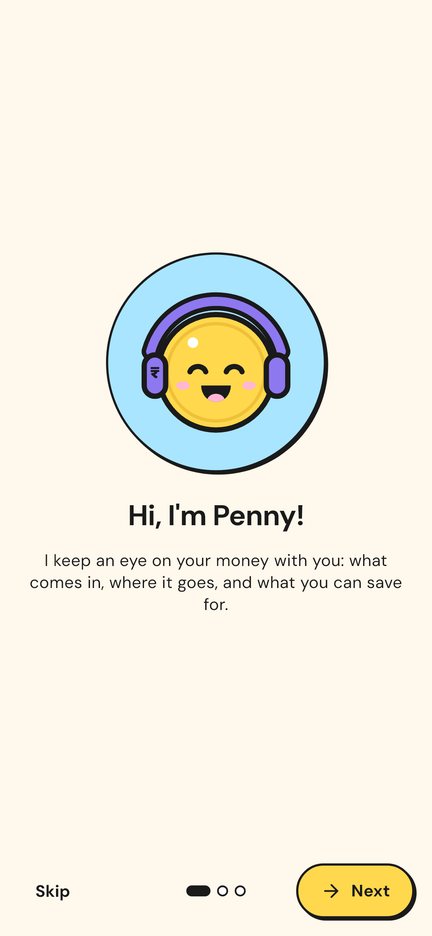 ₹
Hi, I'm Penny!
I keep an eye on your money with you: what
comes in, where it goes, and what you can save
for.
Skip
Next